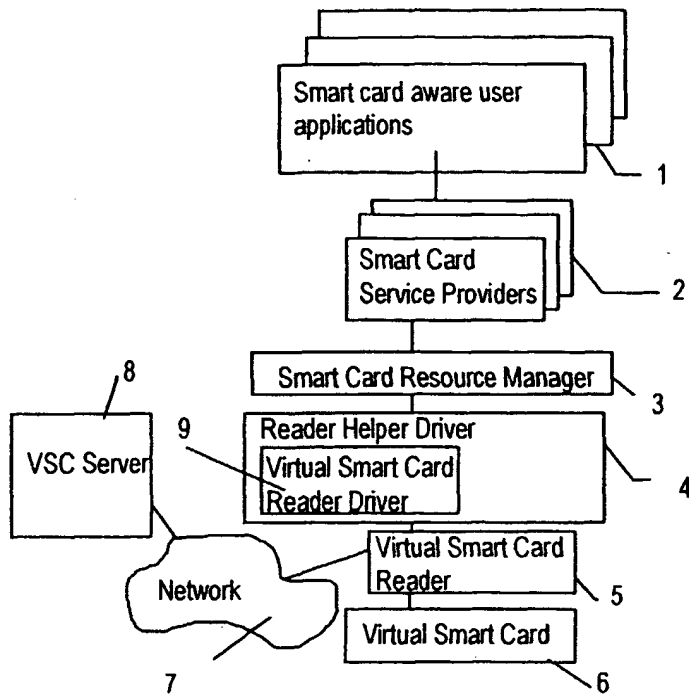 Smart card aware user
applications
1
Smart Card
Service Providers
2
Smart Card Resource Manager
3
8
VSC Server
9
Reader Helper Driver
Virtual Smart Card
Reader Driver
4
Virtual Smart Card
Reader
5
Network
7
Virtual Smart Card
6